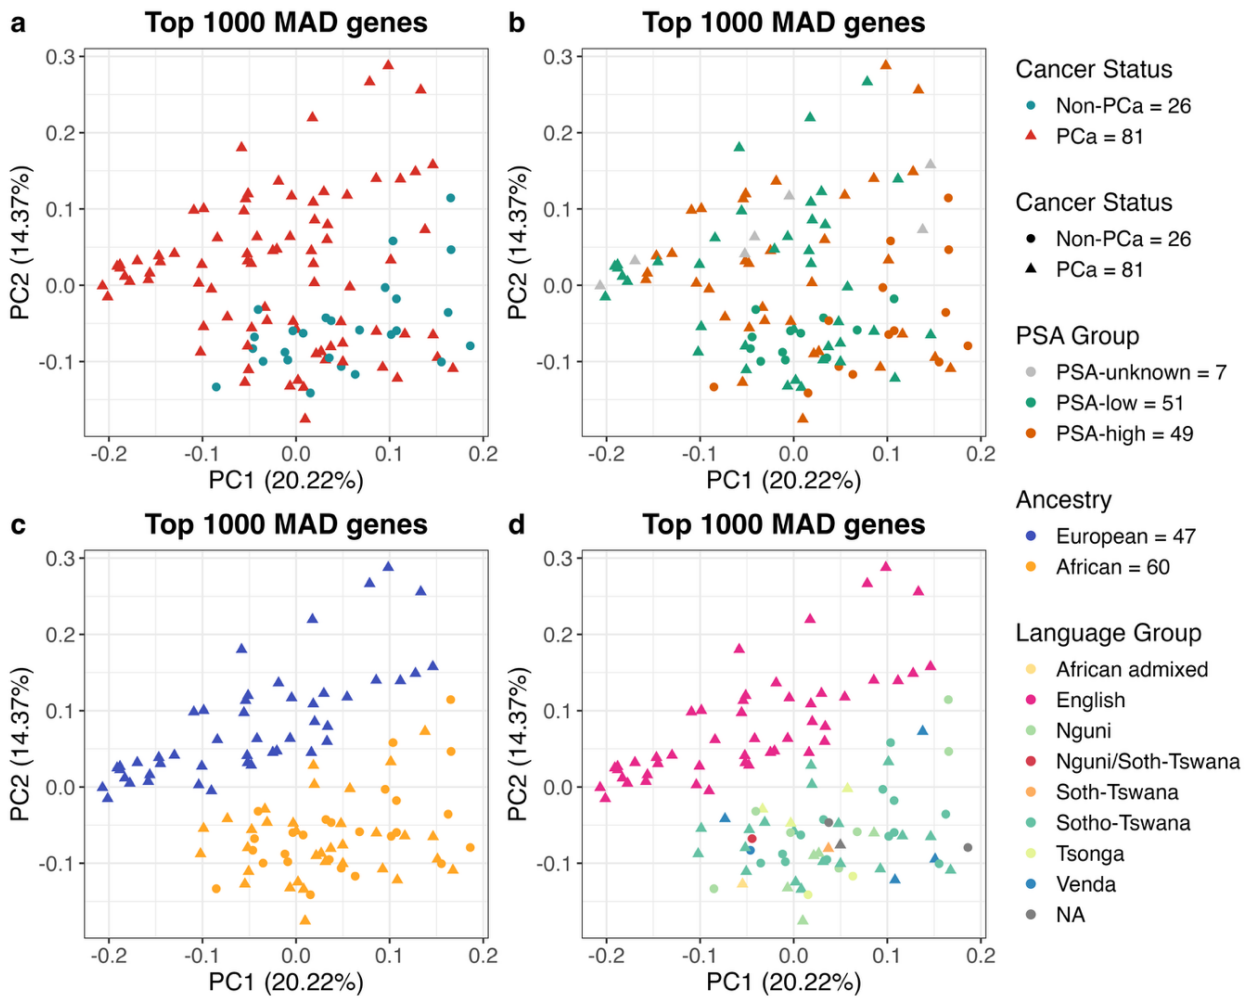 a Top 1000 MAD genes
0.3
0.2
0.1
0.0
-0.1
PC2 (14.37%)
-0.2 -0.1 0.0 0.1 0.2
PC1 (20.22%)
b Top 1000 MAD genes
0.3
0.2
0.1
0.0
-0.1
PC2 (14.37%)
-0.2 -0.1 0.0 0.1 0.2
PC1 (20.22%)
c Top 1000 MAD genes
0.3
0.2
0.1
0.0
-0.1
PC2 (14.37%)
-0.2 -0.1 0.0 0.1 0.2
PC1 (20.22%)
d Top 1000 MAD genes
0.3
0.2
0.1
0.0
-0.1
PC2 (14.37%)
-0.2 -0.1 0.0 0.1 0.2
PC1 (20.22%)
Cancer Status
Non-PCa = 26
PCa = 81
Cancer Status
Non-PCa = 26
PCa = 81
PSA Group
PSA-unknown = 7
PSA-low = 51
PSA-high = 49
Ancestry
European = 47
African = 60
Language Group
African admixed
English
Nguni
Nguni/Soth-Tswana
Soth-Tswana
Sotho-Tswana
Tsonga
Venda
NA